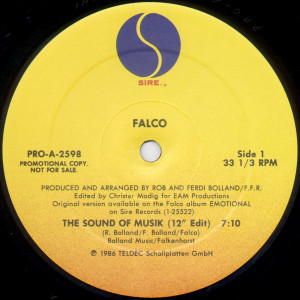 SIRE
FALCO
PRO-A-2598
PROMOTIONAL COPY.
NOT FOR SALE.
Side 1
33 1/3 RPM
PRODUCED AND ARRANGED BY ROB AND FERDI BOLLAND/F.F.R.
Edited by Christer Modig for EAM Productions
Original version available on the Falco album EMOTIONAL
on Sire Records (1-25522)
THE SOUND OF MUSIK (12" Edit) 7:10
(R. Bolland/F. Bolland/Falco)
Bolland Music/Falkenhorst
℗ 1986 TELDEC Schallplatten GmbH